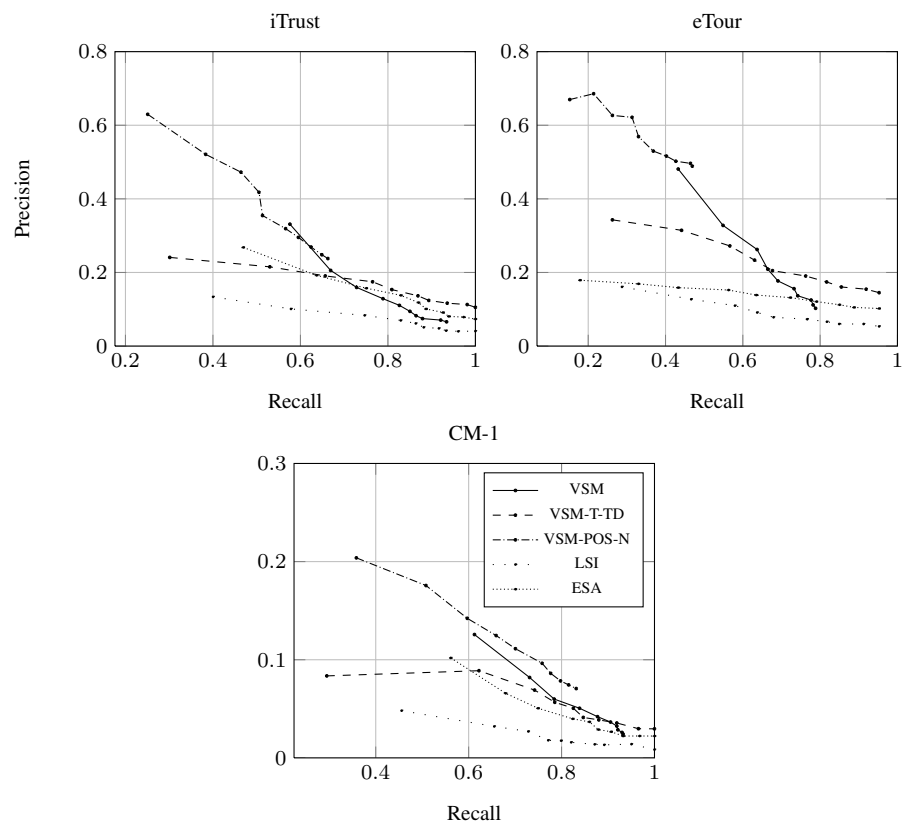 iTrust
eTour
Precision
0.8
0.6
0.4
0.2
0
0.2 0.4 0.6 0.8 1
Recall
0.8
0.6
0.4
0.2
0
0.2 0.4 0.6 0.8 1
Recall
CM-1
0.3
0.2
0.1
0
0.4 0.6 0.8 1
Recall
VSM
VSM-T-TD
VSM-POS-N
LSI
ESA